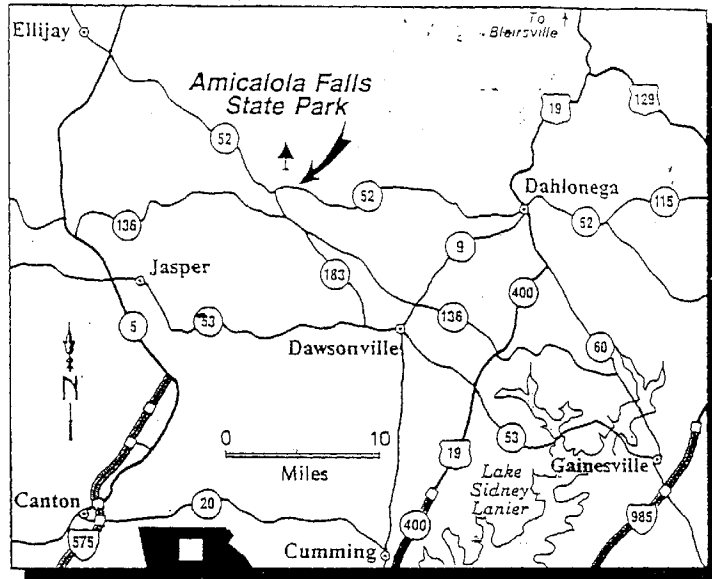 To
Blairsville
Ellijay
Amicalola Falls
State Park
129
19
52
52
Dahlonega
115
52
136
9
183
Jasper
400
5
53
136
Dawsonville
60
N
0 10
Miles
53
19
Gainesville
Lake
Sidney
Lanier
Canton
20
400
985
575
Cumming